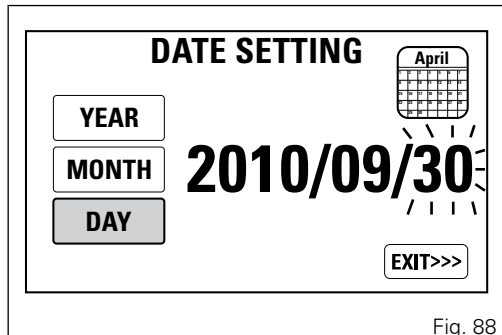 DATE SETTING
April
YEAR
MONTH
DAY
2010/09/30
EXIT>>>
Fig. 88